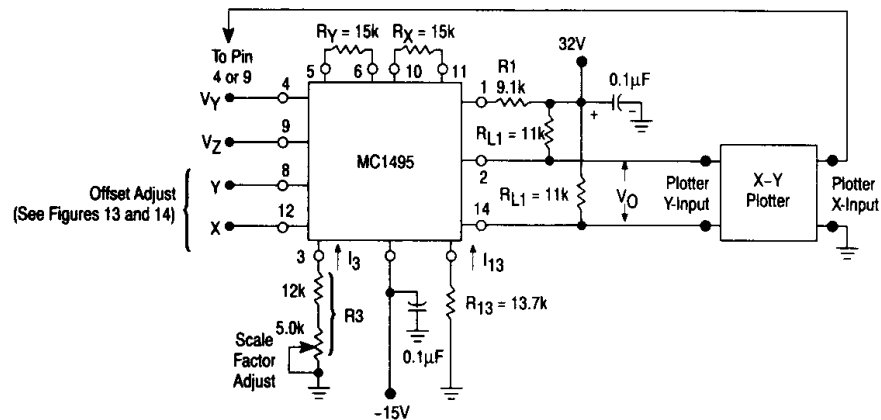 To Pin
4 or 9
RY = 15k
RX = 15k
5
6
10
11
32V
0.1μF
+
–
VY
4
VZ
9
Y
8
X
12
Offset Adjust
(See Figures 13 and 14)
MC1495
1
R1
9.1k
RL1 = 11k
2
RL1 = 11k
14
VO
Plotter
Y-Input
X–Y
Plotter
Plotter
X-Input
3
I3
I13
12k
5.0k
R3
Scale
Factor
Adjust
0.1μF
R13 = 13.7k
–15V